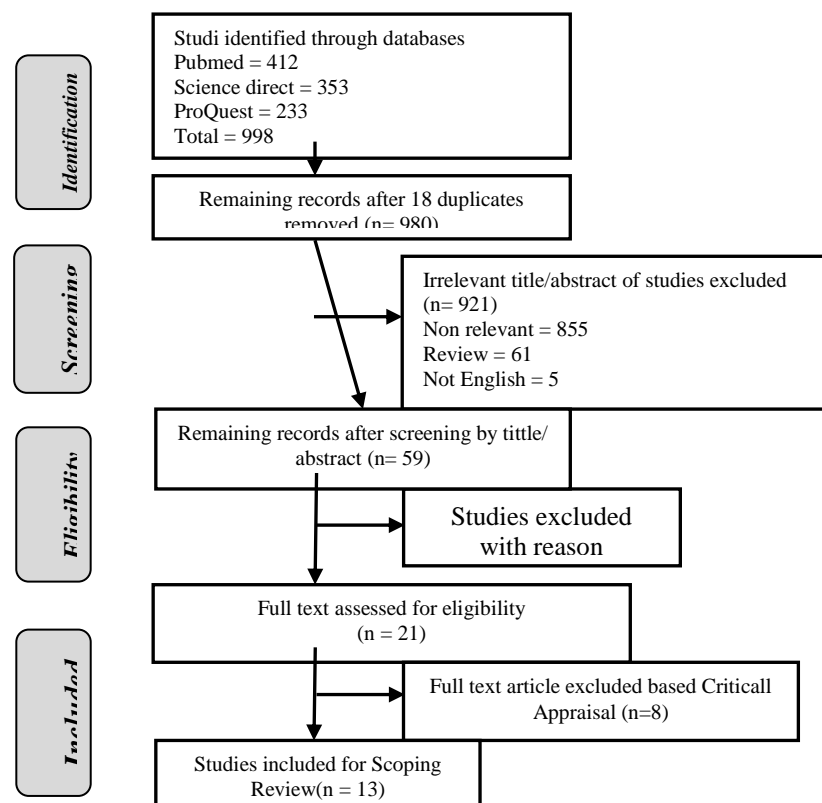 Studi identified through databases
Pubmed = 412
Science direct = 353
ProQuest = 233
Total = 998
Identification
Remaining records after 18 duplicates
removed (n= 980)
Screening
Irrelevant title/abstract of studies excluded
(n= 921)
Non relevant = 855
Review = 61
Not English = 5
Remaining records after screening by tittle/
abstract (n= 59)
Eligibility
Studies excluded
with reason
Full text assessed for eligibility
(n = 21)
Included
Full text article excluded based Criticall
Appraisal (n=8)
Studies included for Scoping
Review(n = 13)